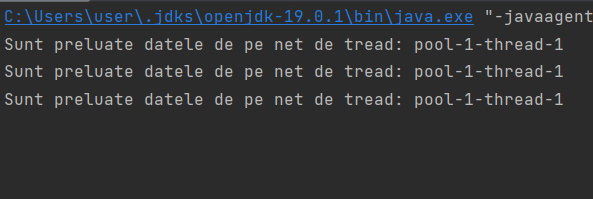 C:\Users\user\.jdks\openjdk-19.0.1\bin\java.exe "-javaagent
Sunt preluate datele de pe net de tread: pool-1-thread-1
Sunt preluate datele de pe net de tread: pool-1-thread-1
Sunt preluate datele de pe net de tread: pool-1-thread-1